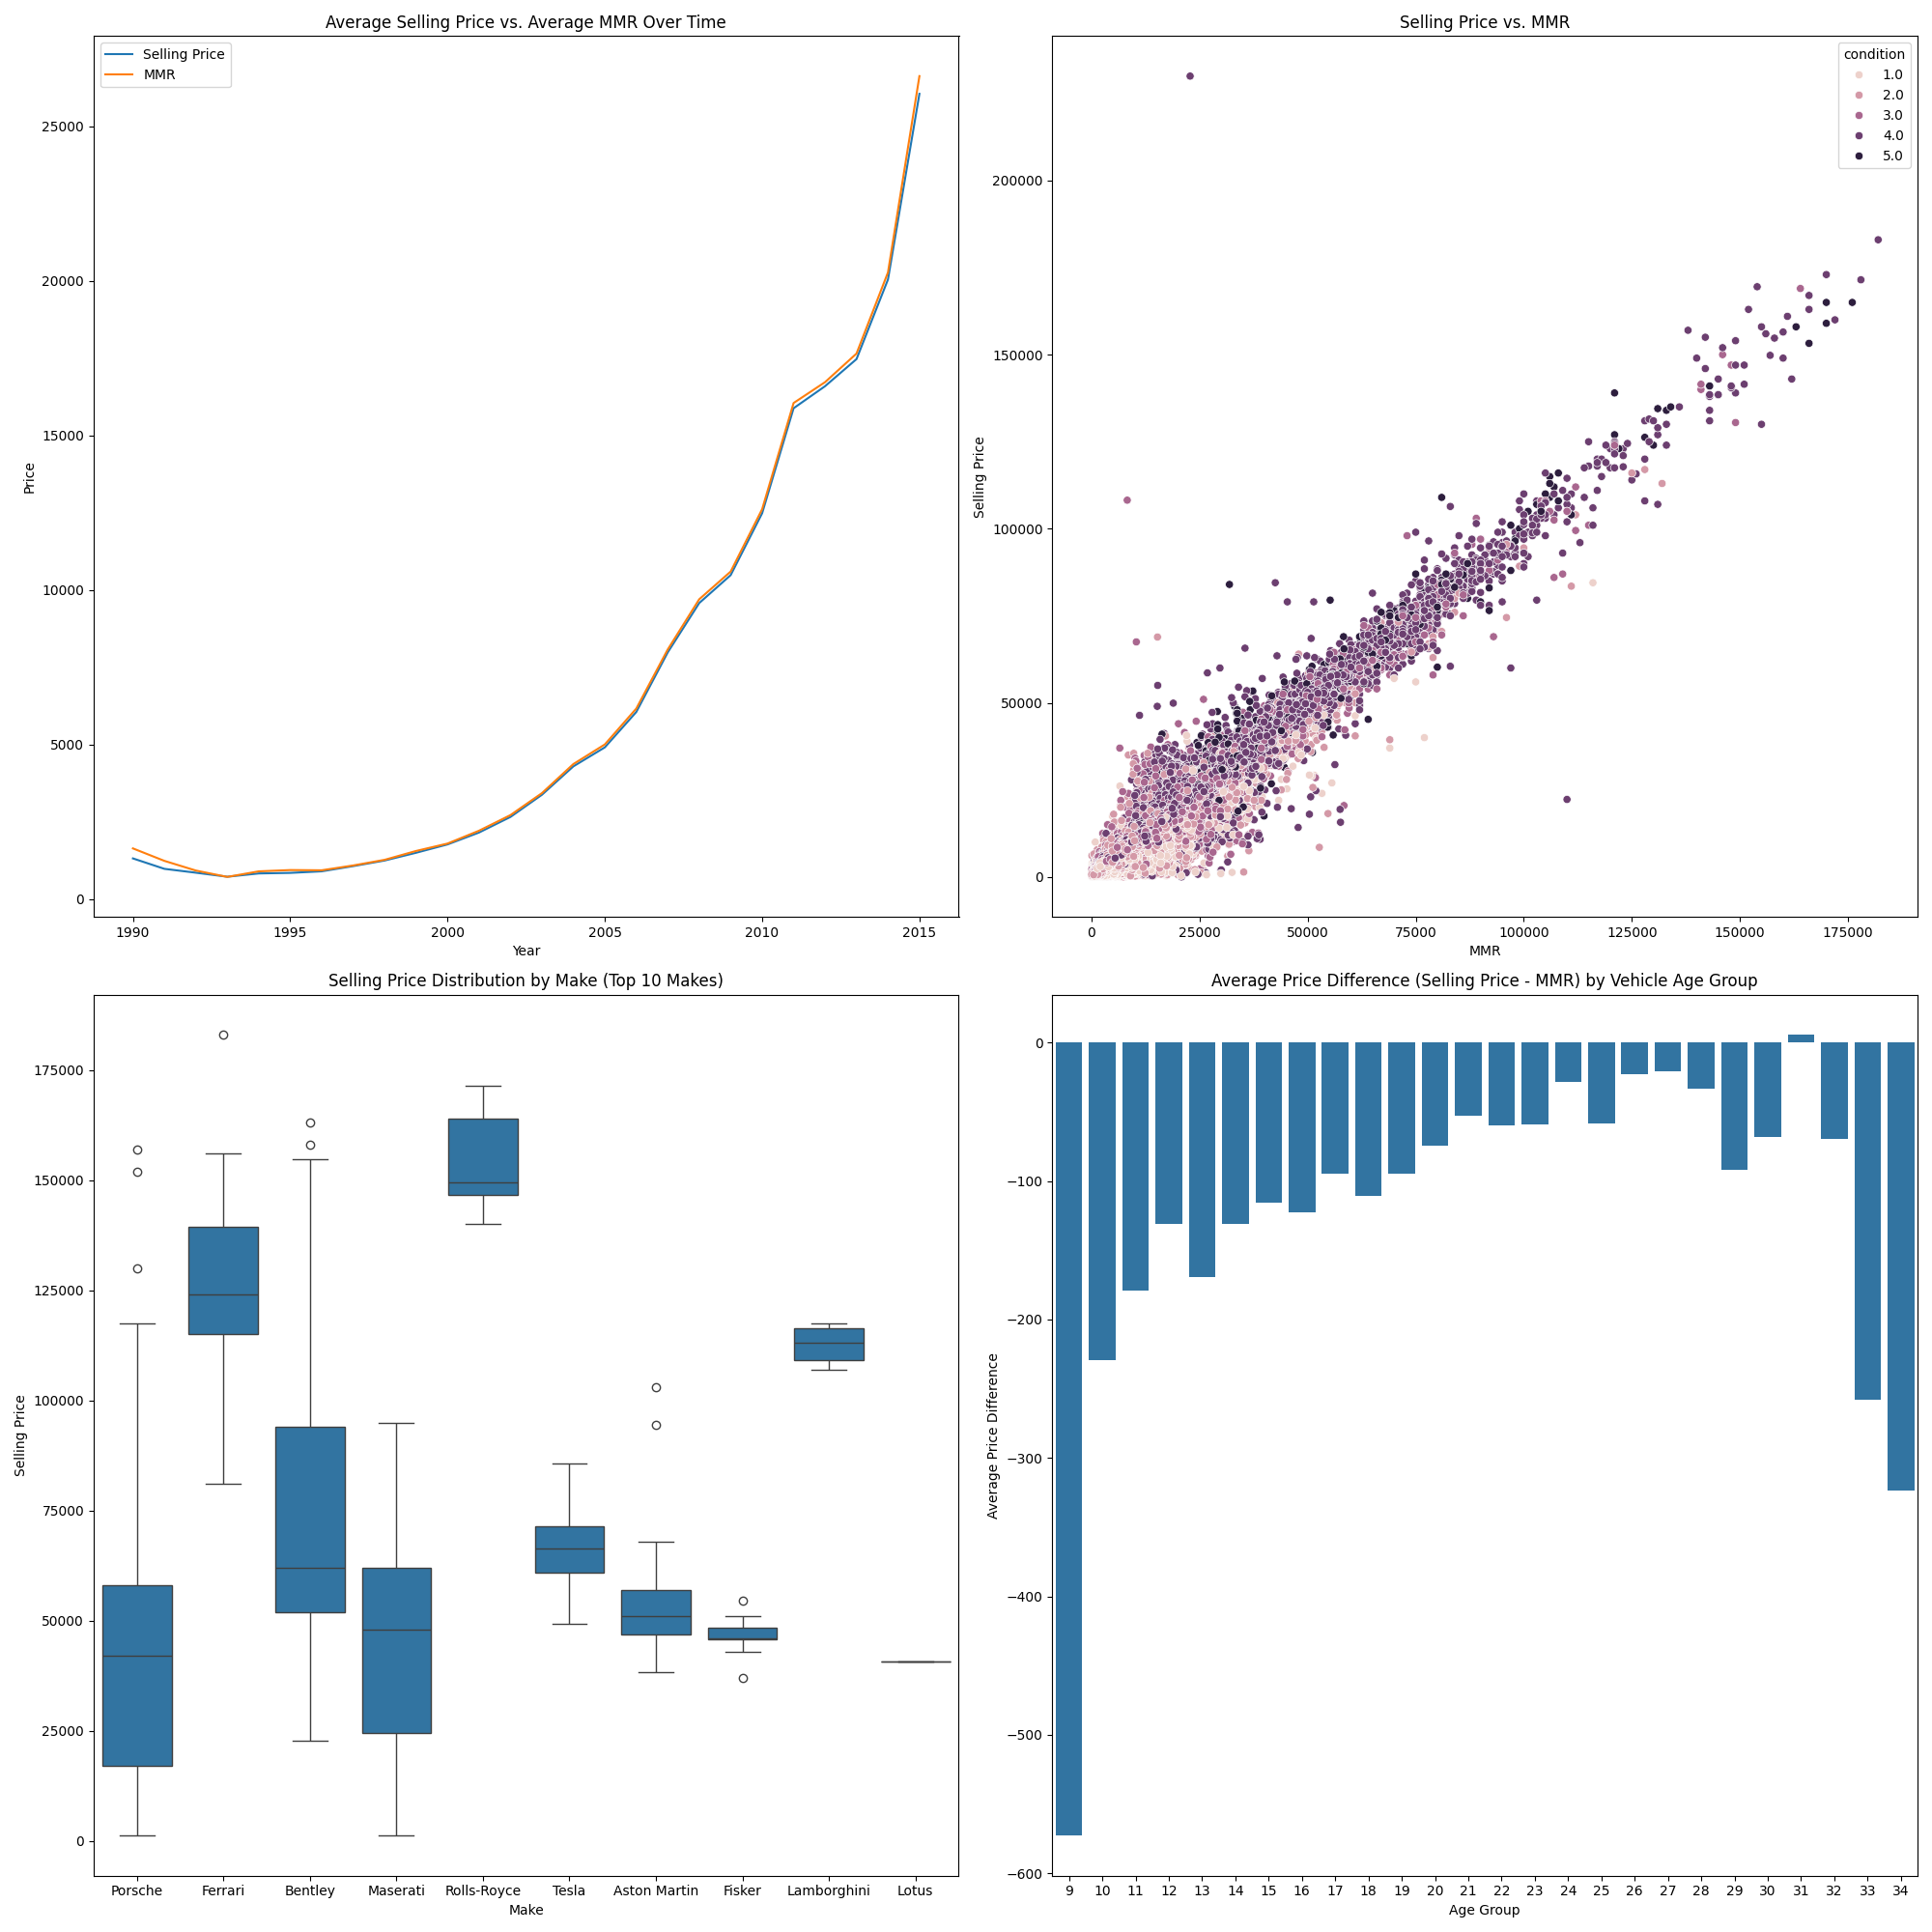 Average Selling Price vs. Average MMR Over Time
Selling Price
MMR
Price
25000
20000
15000
10000
5000
0
1990 1995 2000 2005 2010 2015
Year
Selling Price vs. MMR
condition
1.0
2.0
3.0
4.0
5.0
Selling Price
200000
150000
100000
50000
0
0 25000 50000 75000 100000 125000 150000 175000
MMR
Selling Price Distribution by Make (Top 10 Makes)
Selling Price
175000
150000
125000
100000
75000
50000
25000
0
Porsche Ferrari Bentley Maserati Rolls-Royce Tesla Aston Martin Fisker Lamborghini Lotus
Make
Average Price Difference (Selling Price - MMR) by Vehicle Age Group
Average Price Difference
0
−100
−200
−300
−400
−500
−600
9 10 11 12 13 14 15 16 17 18 19 20 21 22 23 24 25 26 27 28 29 30 31 32 33 34
Age Group